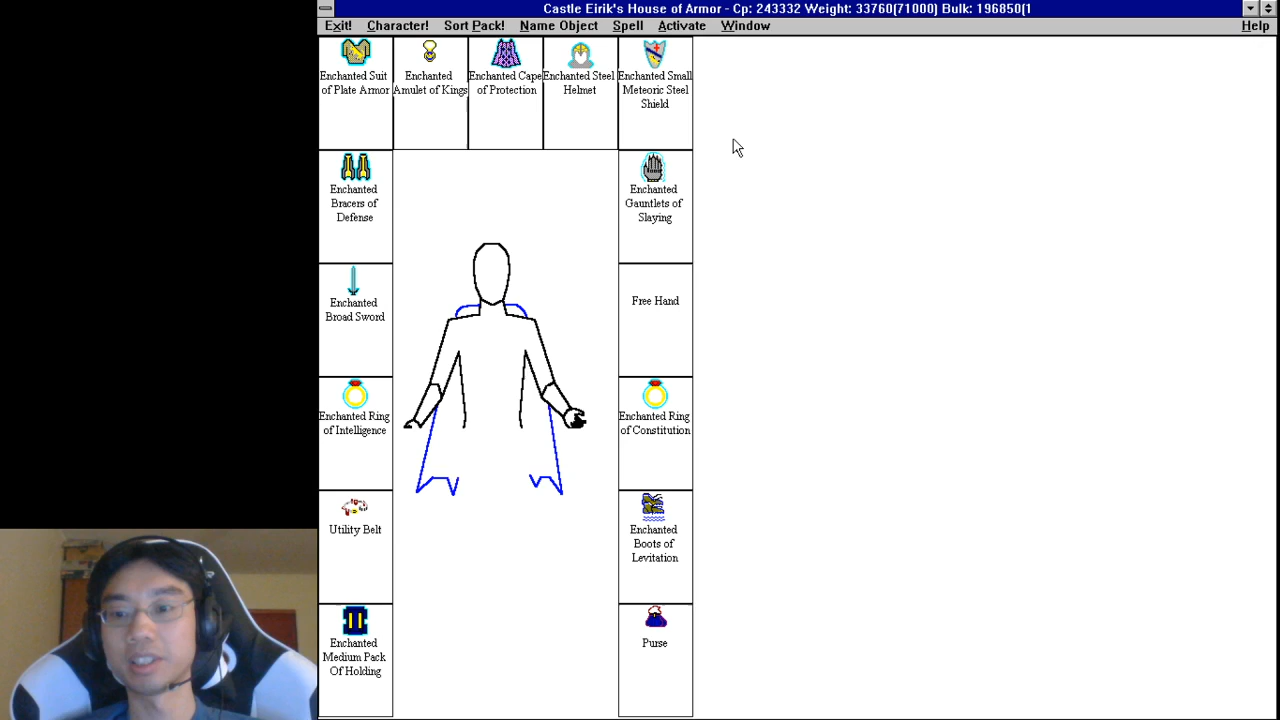 Castle Eirik's House of Armor - Cp: 243332 Weight: 33760(71000) Bulk: 196850(1
Exit! Character! Sort Pack! Name Object Spell Activate Window Help
Enchanted Suit
of Plate Armor
Enchanted
Amulet of Kings
Enchanted Cape
of Protection
Enchanted Steel
Helmet
Enchanted Small
Meteoric Steel
Shield
Enchanted
Bracers of
Defense
Enchanted
Gauntlets of
Slaying
Enchanted
Broad Sword
Free Hand
Enchanted Ring
of Intelligence
Enchanted Ring
of Constitution
Utility Belt
Enchanted
Boots of
Levitation
Enchanted
Medium Pack
Of Holding
Purse